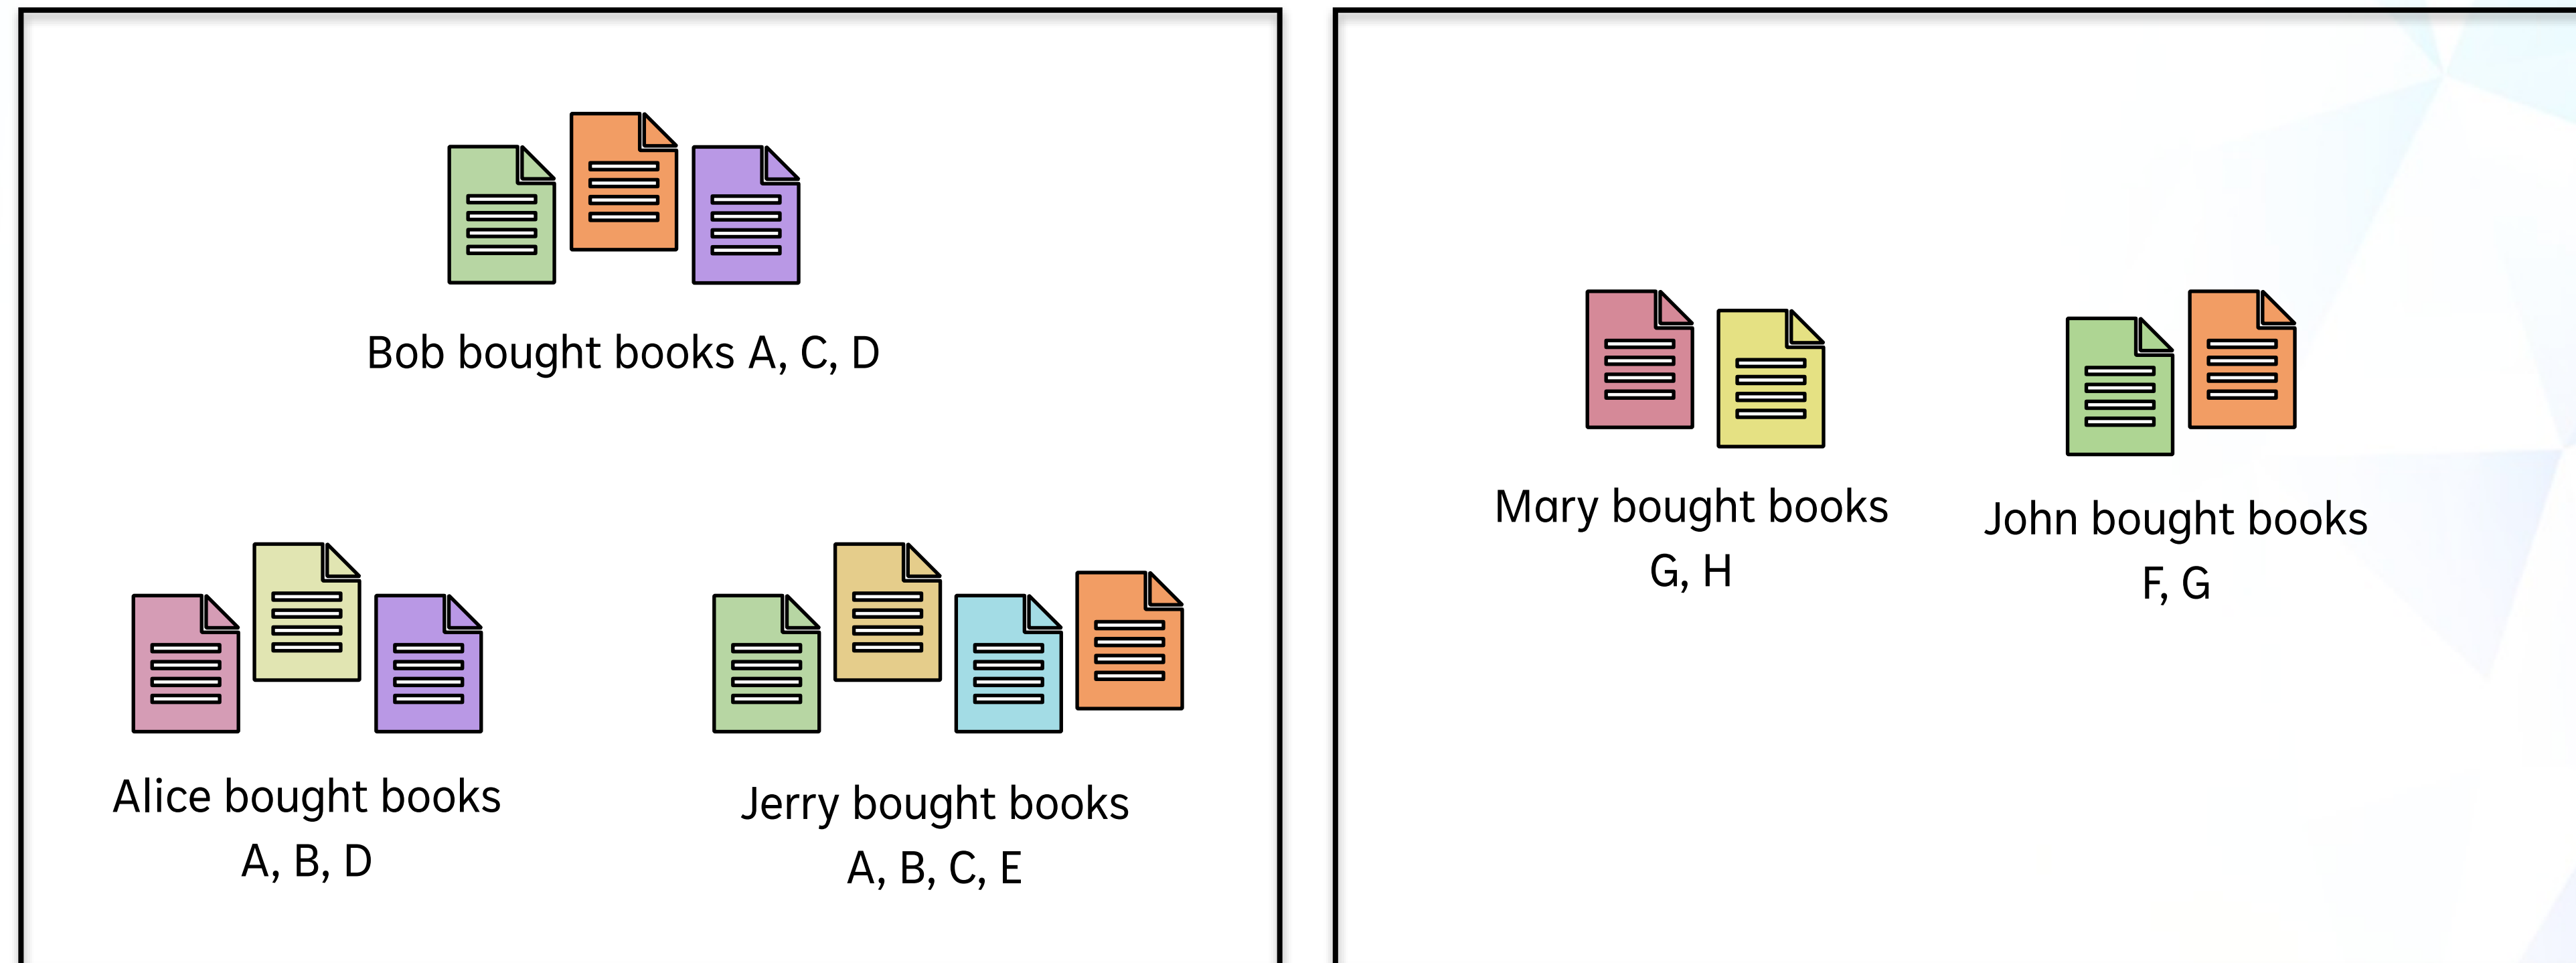 Bob bought books A, C, D
Alice bought books
A, B, D
Jerry bought books
A, B, C, E
Mary bought books
G, H
John bought books
F, G